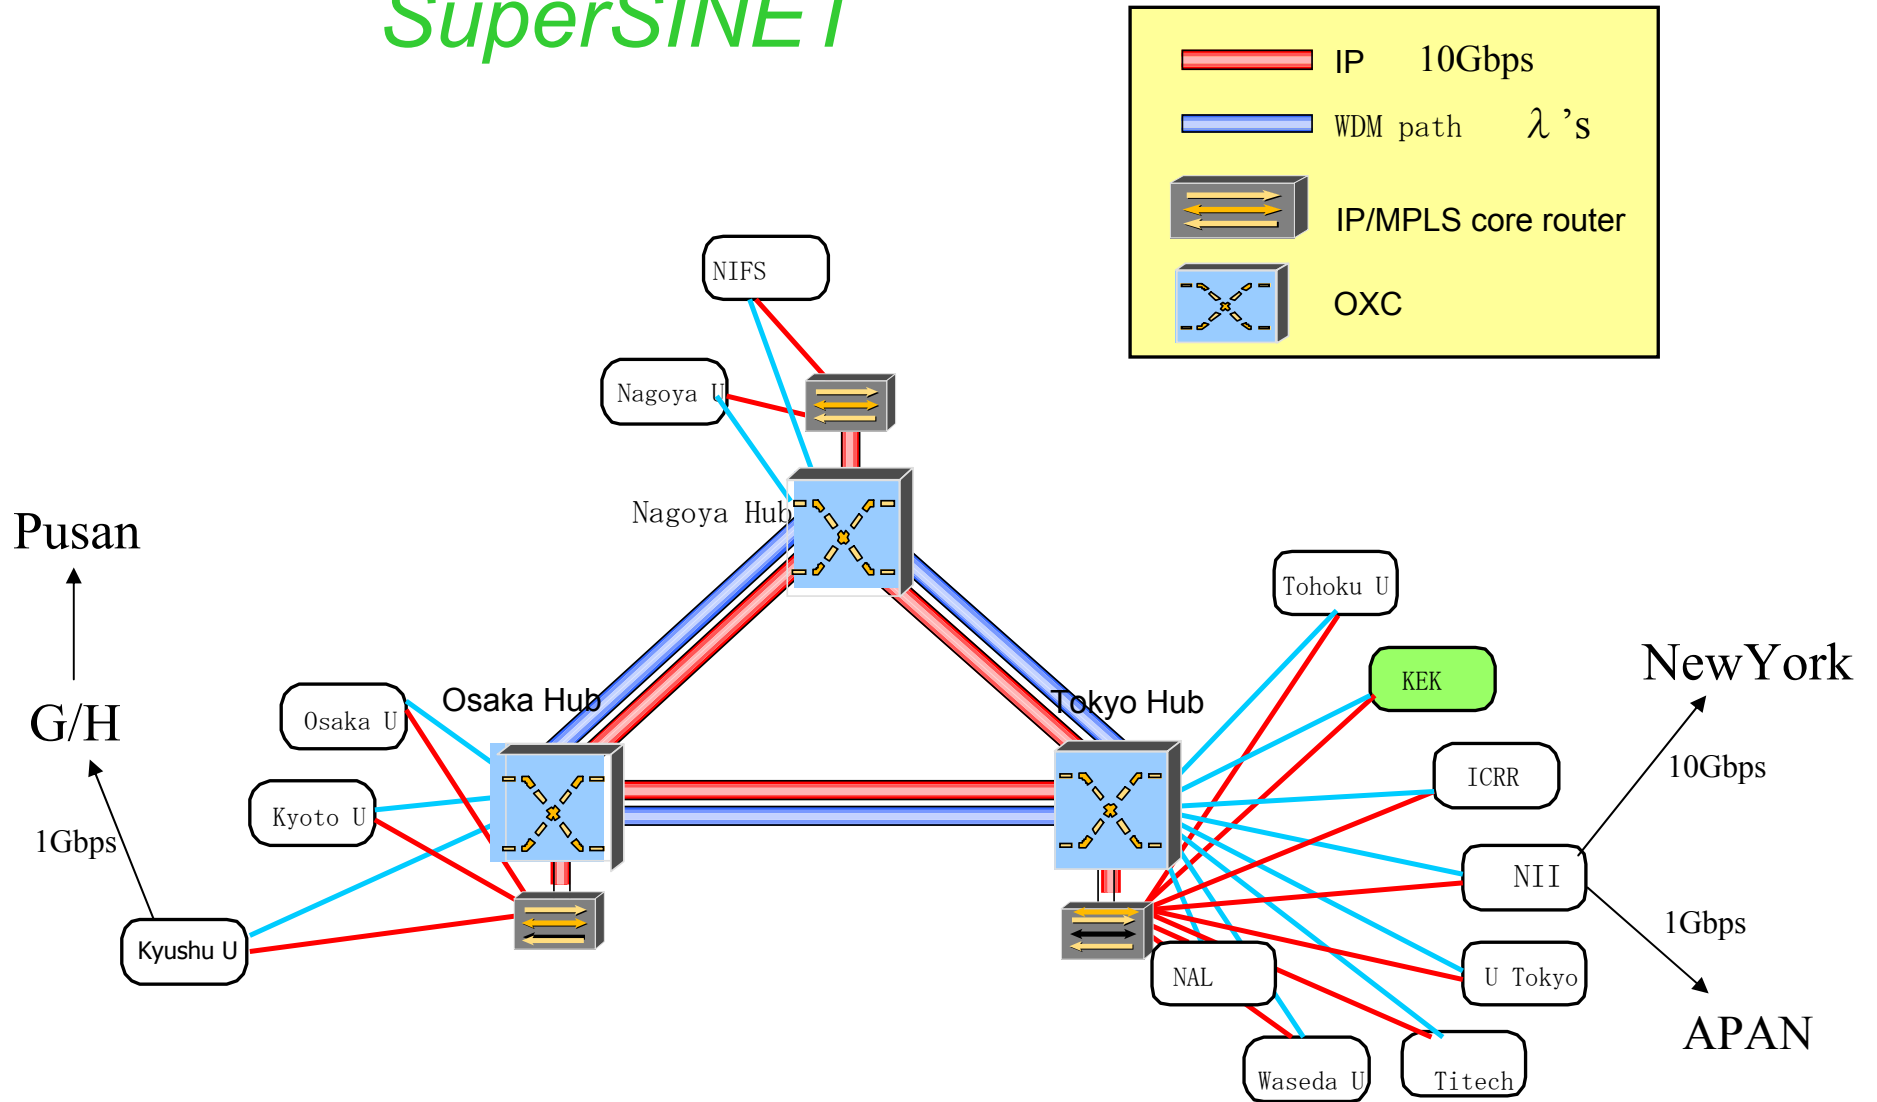 SuperSINET
IP 10Gbps
WDM path λ's
IP/MPLS core router
OXC
NIFS
Nagoya U
Nagoya Hub
Pusan
G/H
1Gbps
Kyushu U
Osaka U
Kyoto U
Osaka Hub
Tokyo Hub
Tohoku U
KEK
ICRR
NII
U Tokyo
NAL
Waseda U
Titech
NewYork
10Gbps
1Gbps
APAN